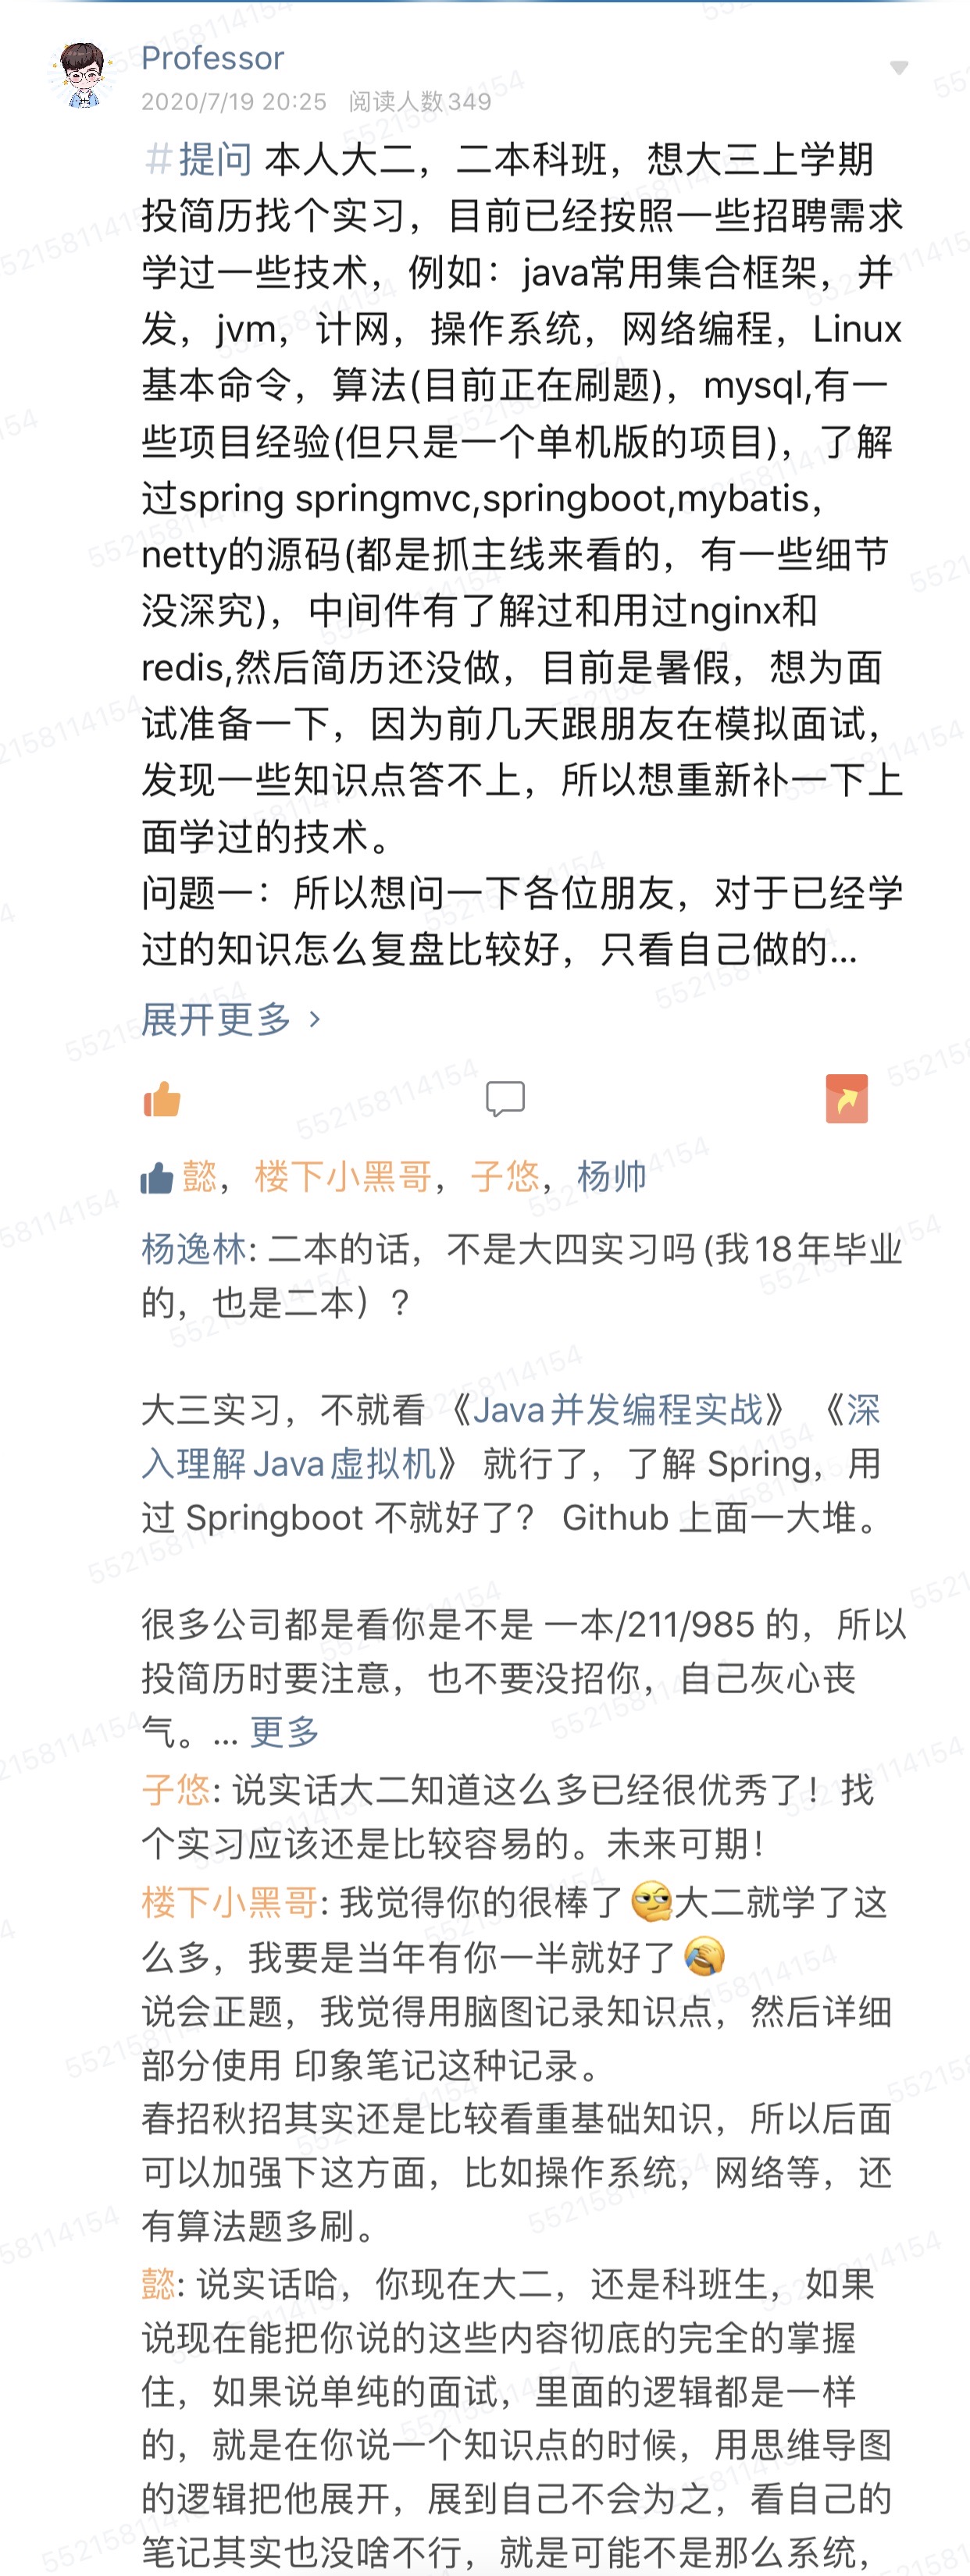 Professor
2020/7/19 20:25 阅读人数349
#提问 本人大二，二本科班，想大三上学期
投简历找个实习，目前已经按照一些招聘需求
学过一些技术，例如：java常用集合框架，并
发，jvm，计网，操作系统，网络编程，Linux
基本命令，算法(目前正在刷题)，mysql,有一
些项目经验(但只是一个单机版的项目)，了解
过spring springmvc,springboot,mybatis，
netty的源码(都是抓主线来看的，有一些细节
没深究)，中间件有了解过和用过nginx和
redis,然后简历还没做，目前是暑假，想为面
试准备一下，因为前几天跟朋友在模拟面试，
发现一些知识点答不上，所以想重新补一下上
面学过的技术。
问题一：所以想问一下各位朋友，对于已经学
过的知识怎么复盘比较好，只看自己做的...
展开更多 >
懿，楼下小黑哥，子悠，杨帅
杨逸林: 二本的话，不是大四实习吗(我18年毕业
的，也是二本）？
大三实习，不就看 《Java并发编程实战》 《深
入理解Java虚拟机》 就行了，了解 Spring，用
过 Springboot 不就好了？ Github 上面一大堆。
很多公司都是看你是不是 一本/211/985 的，所以
投简历时要注意，也不要没招你，自己灰心丧
气。... 更多
子悠: 说实话大二知道这么多已经很优秀了！找
个实习应该还是比较容易的。未来可期！
楼下小黑哥: 我觉得你的很棒了🤔大二就学了这
么多，我要是当年有你一半就好了🤦
说会正题，我觉得用脑图记录知识点，然后详细
部分使用 印象笔记这种记录。
春招秋招其实还是比较看重基础知识，所以后面
可以加强下这方面，比如操作系统，网络等，还
有算法题多刷。
懿: 说实话哈，你现在大二，还是科班生，如果
说现在能把你说的这些内容彻底的完全的掌握
住，如果说单纯的面试，里面的逻辑都是一样
的，就是在你说一个知识点的时候，用思维导图
的逻辑把他展开，展到自己不会为之，看自己的
笔记其实也没啥不行，就是可能不是那么系统，
552158114154